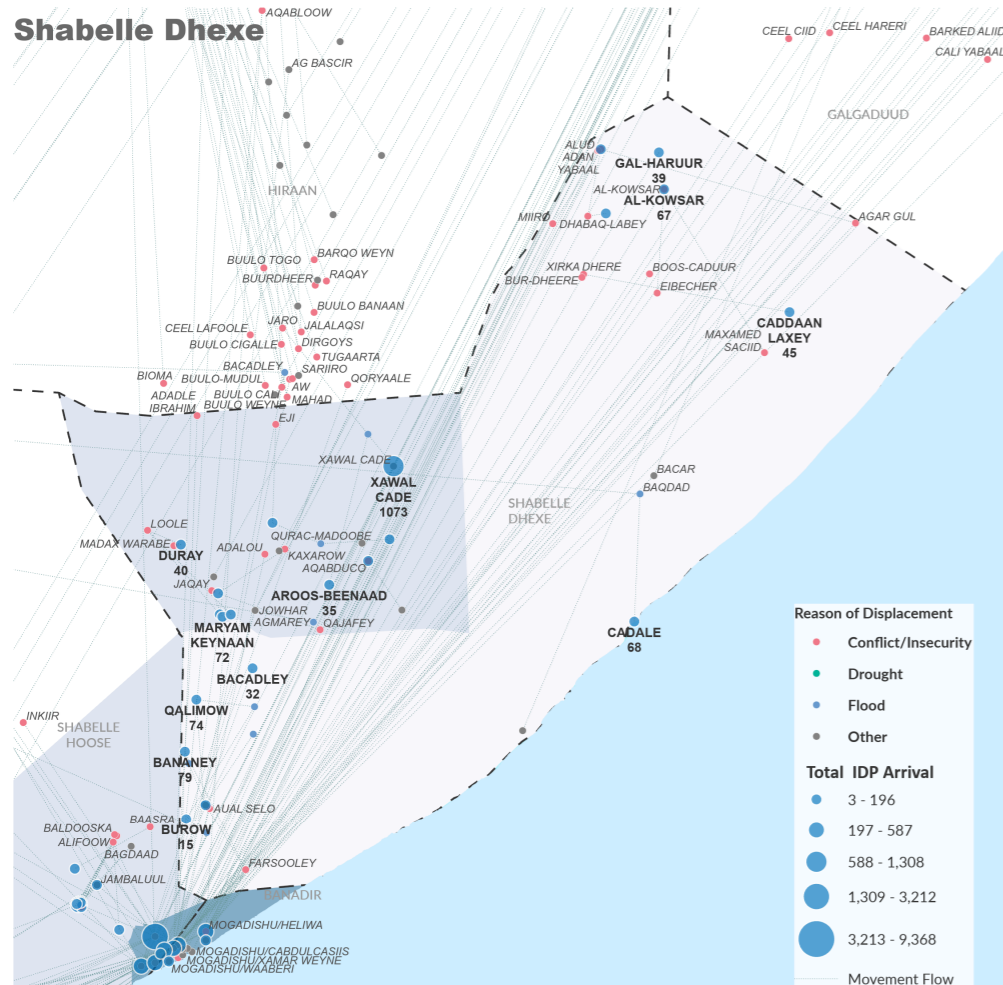 Shabelle Dhexe
AQABLOOW
CEEL CIID
CEEL HARERI
BARKED ALIID
CALI YABAAL
AG BASCIR
GALGADUUD
HIRAAN
ALUD
ADAN
YABAAL
GAL-HARUUR
39
AL-KOWSAR
AL-KOWSAR
67
MIIRO
DHABAQ-LABEY
AGAR GUL
BARQO WEYN
BUULO TOGO
BUURDHEER
RAQAY
XIRKA DHERE
BUR-DHEERE
BOOS-CADUUR
EIBECHER
BUULO BANAAN
JARO
JALALAQSI
CEEL LAFOOLE
BUULO CIGALLE
DIRGOYS
TUGAARTA
CADDAAN
LAXEY
45
MAXAMED
SACIID
BACADLEY
SARIIRO
BIOMA
BUULO-MUDUL
QORYAALE
ADADLE
IBRAHIM
BUULO CAL
AW
MAHAD
BUULO WEYNE
EJI
XAWAL CADE
XAWAL
CADE
1073
BACAR
BAQDAD
SHABELLE
DHEXE
LOOLE
MADAX WARABE
DURAY
40
QURAC-MADOOBE
ADALOU
KAXAROW
AQABDUCO
JAQAY
AROOS-BEENAAD
35
JOWHAR
AGMAREY
QAJAFEY
MARYAM
KEYNAAN
72
CADALE
68
BACADLEY
32
QALIMOW
74
INKIIR
SHABELLE
HOOSE
BANANEY
79
AUAL SELO
BAASRA
BUROW
15
BALDOOSKA
ALIFOOW
BAGDAAD
FARSOOLEY
JAMBALUUL
BANADIR
MOGADISHU/HELIWA
MOGADISHU/CABDULCASIIS
MOGADISHU/XAMAR WEYNE
MOGADISHU/WAABERI
Reason of Displacement
Conflict/Insecurity
Drought
Flood
Other
Total IDP Arrival
3 - 196
197 - 587
588 - 1,308
1,309 - 3,212
3,213 - 9,368
Movement Flow